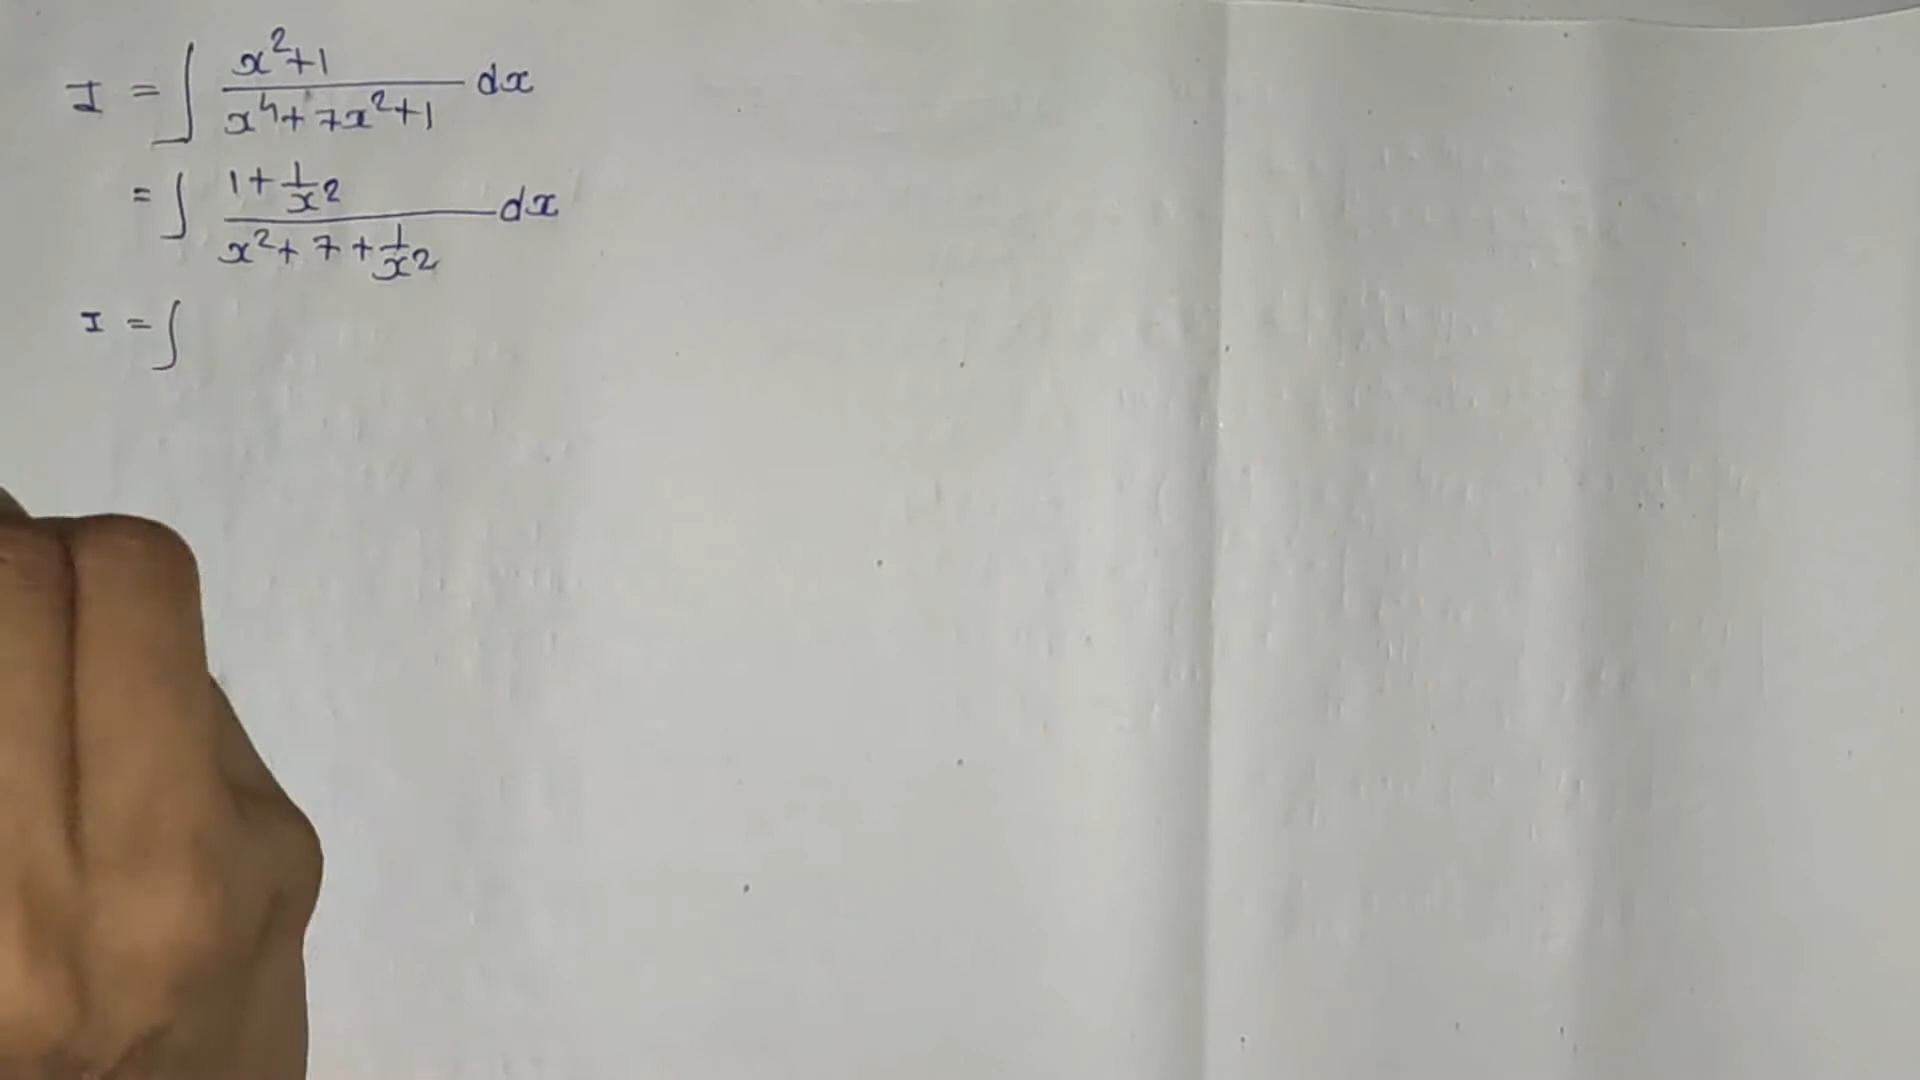 I = ∫ (x²+1)/(x⁴+7x²+1) dx
= ∫ (1+1/x²)/(x²+7+1/x²) dx
I = ∫